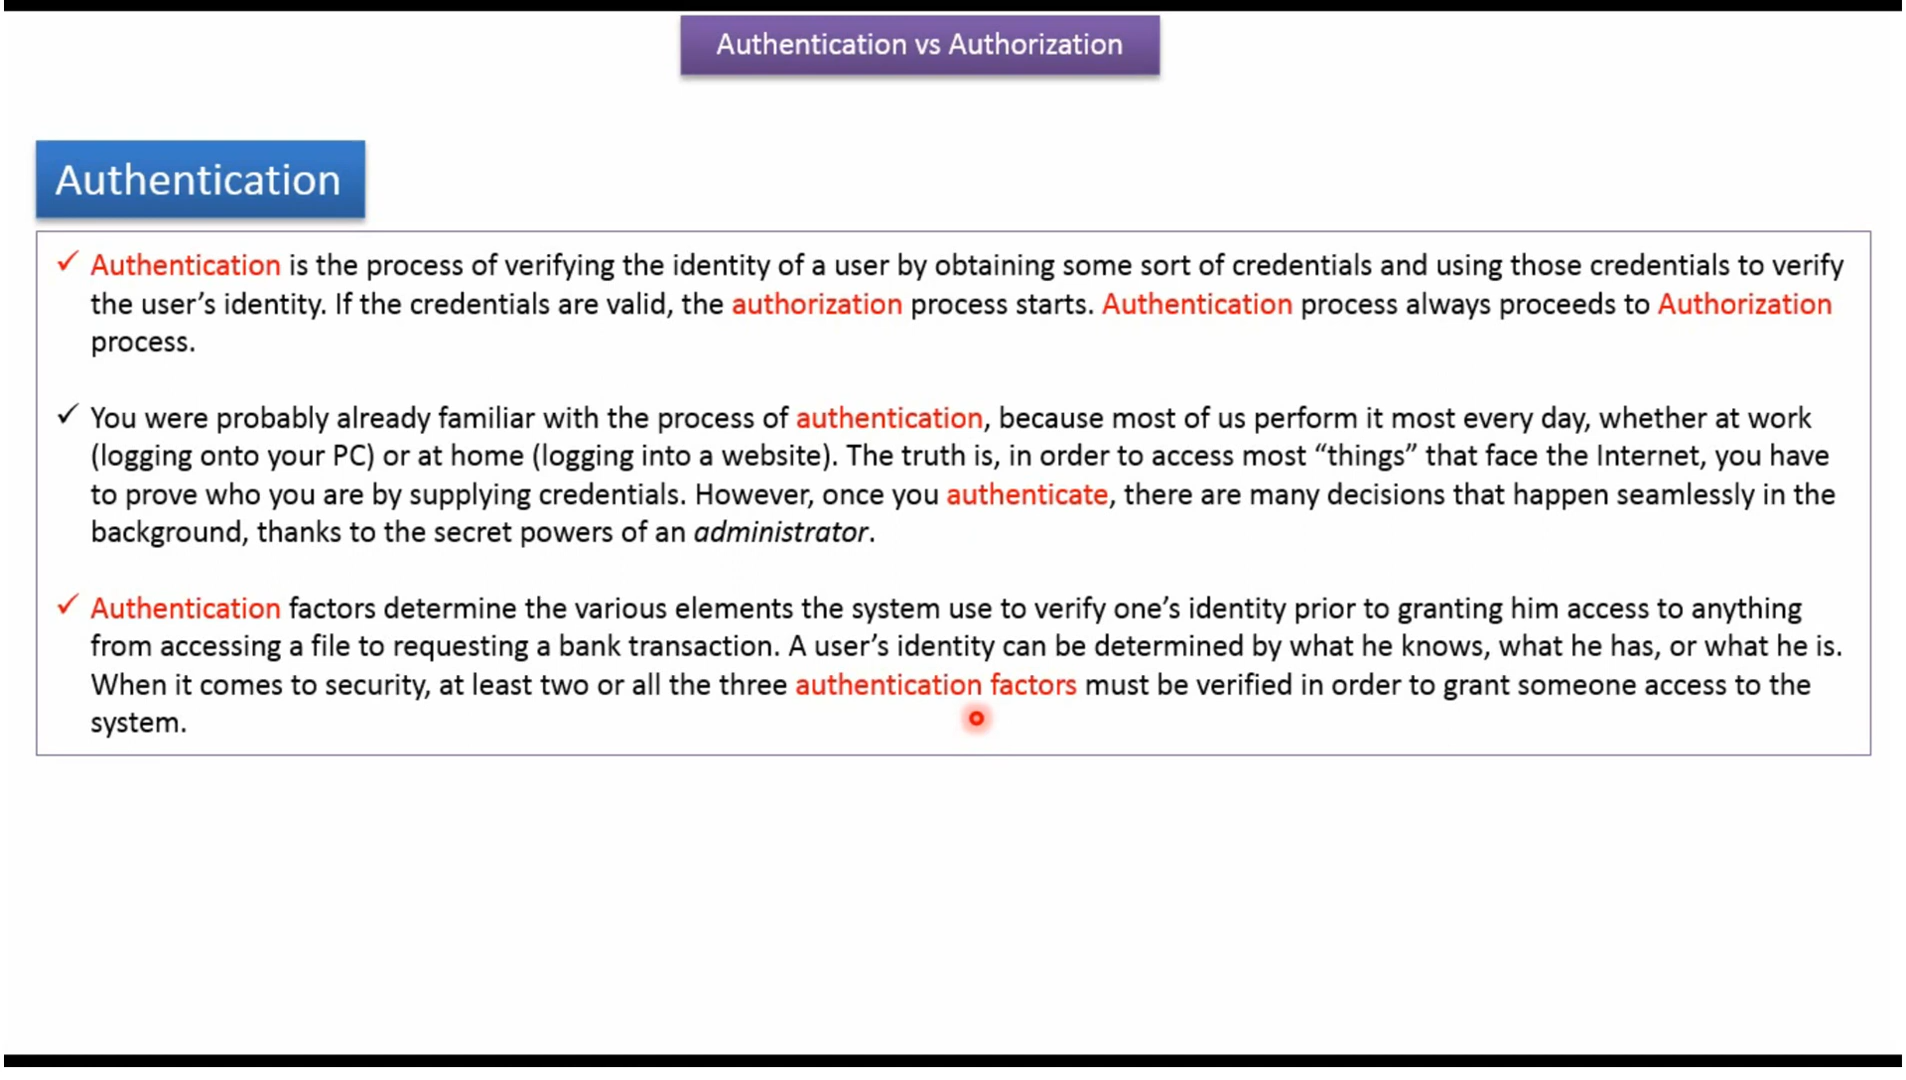 Authentication vs Authorization
Authentication
✓ Authentication is the process of verifying the identity of a user by obtaining some sort of credentials and using those credentials to verify
the user’s identity. If the credentials are valid, the authorization process starts. Authentication process always proceeds to Authorization
process.
✓ You were probably already familiar with the process of authentication, because most of us perform it most every day, whether at work
(logging onto your PC) or at home (logging into a website). The truth is, in order to access most “things” that face the Internet, you have
to prove who you are by supplying credentials. However, once you authenticate, there are many decisions that happen seamlessly in the
background, thanks to the secret powers of an administrator.
✓ Authentication factors determine the various elements the system use to verify one’s identity prior to granting him access to anything
from accessing a file to requesting a bank transaction. A user’s identity can be determined by what he knows, what he has, or what he is.
When it comes to security, at least two or all the three authentication factors must be verified in order to grant someone access to the
system.